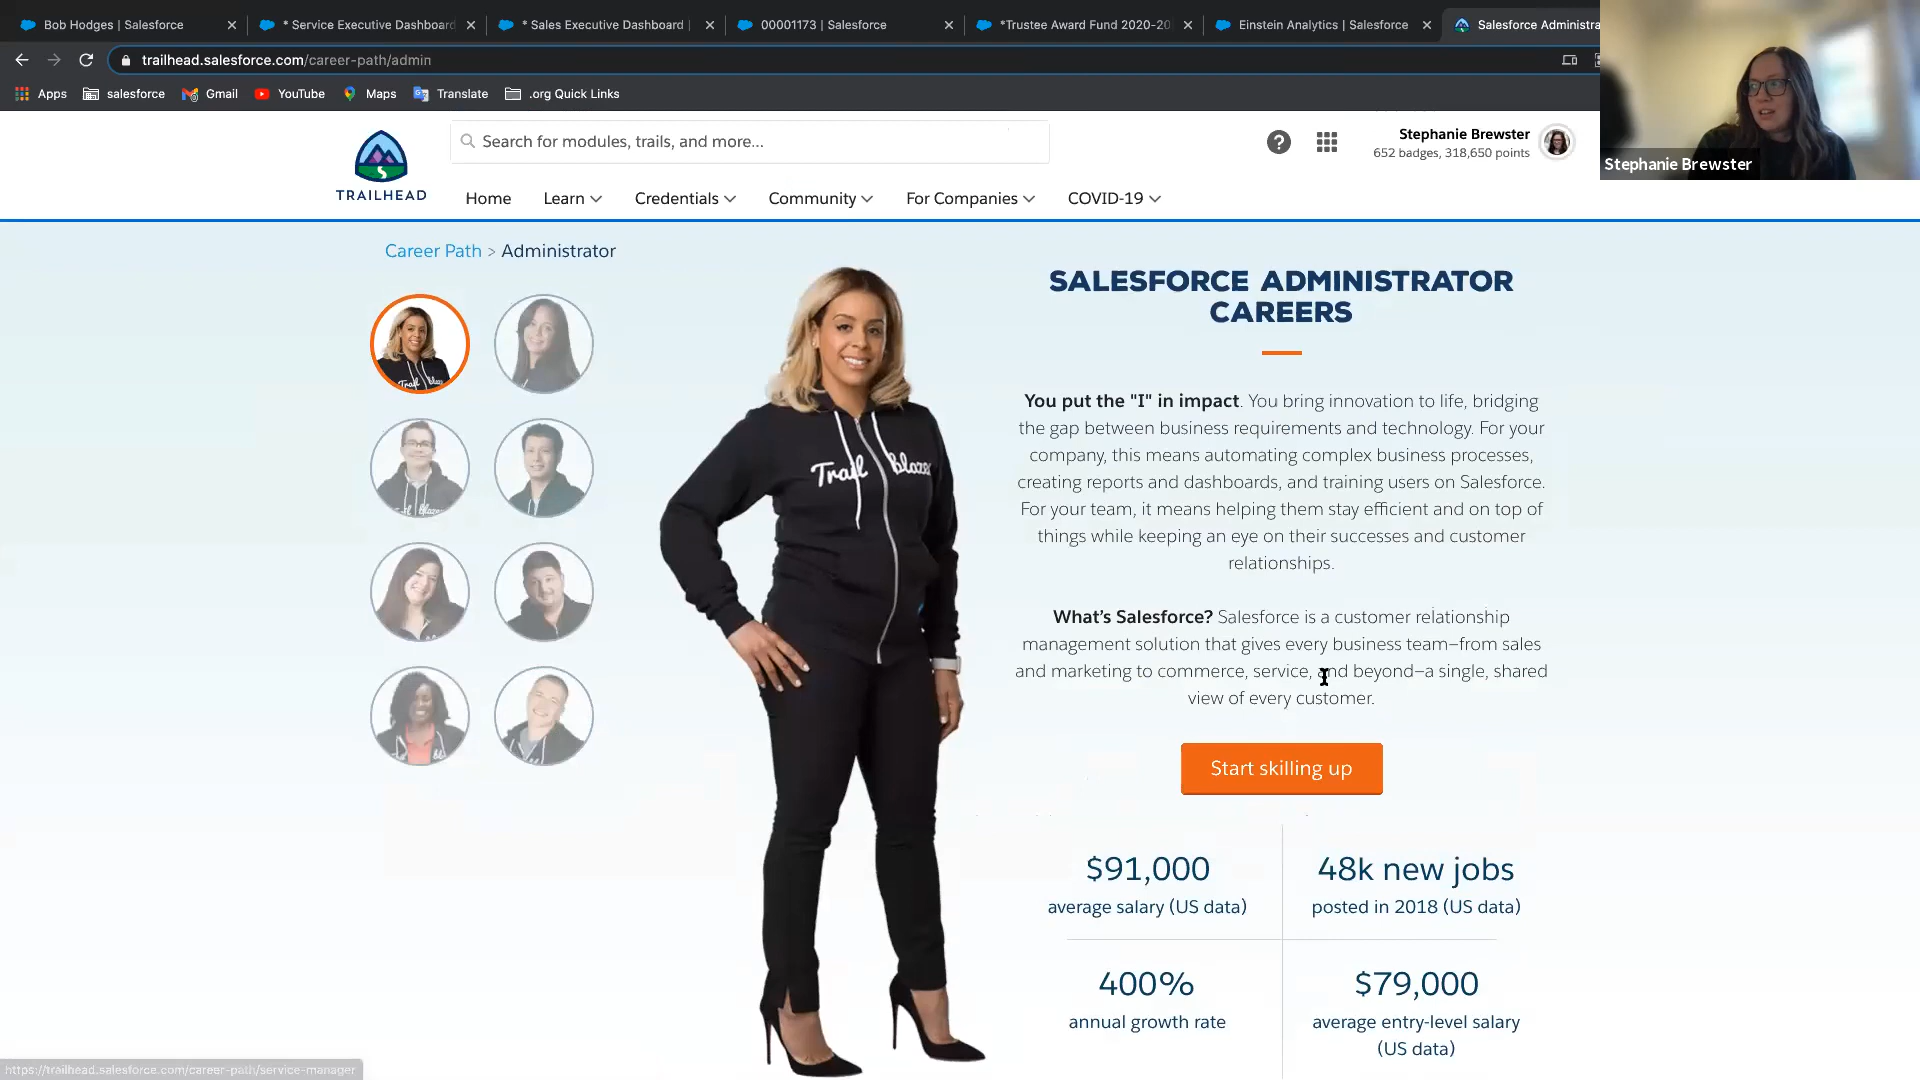 Bob Hodges | Salesforce
* Service Executive Dashboard
* Sales Executive Dashboard |
00001173 | Salesforce
*Trustee Award Fund 2020-20
Einstein Analytics | Salesforce
Salesforce Administra
trailhead.salesforce.com/career-path/admin
Apps
salesforce
Gmail
YouTube
Maps
Translate
.org Quick Links
Stephanie Brewster
TRAILHEAD
Search for modules, trails, and more...
Stephanie Brewster
652 badges, 318,650 points
Home
Learn
Credentials
Community
For Companies
COVID-19
Career Path > Administrator
Trail blazer
SALESFORCE ADMINISTRATOR
CAREERS
You put the "I" in impact. You bring innovation to life, bridging
the gap between business requirements and technology. For your
company, this means automating complex business processes,
creating reports and dashboards, and training users on Salesforce.
For your team, it means helping them stay efficient and on top of
things while keeping an eye on their successes and customer
relationships.
What's Salesforce? Salesforce is a customer relationship
management solution that gives every business team—from sales
and marketing to commerce, service, and beyond—a single, shared
view of every customer.
Start skilling up
$91,000
average salary (US data)
48k new jobs
posted in 2018 (US data)
400%
annual growth rate
$79,000
average entry-level salary
(US data)
https://trailhead.salesforce.com/career-path/service-manager